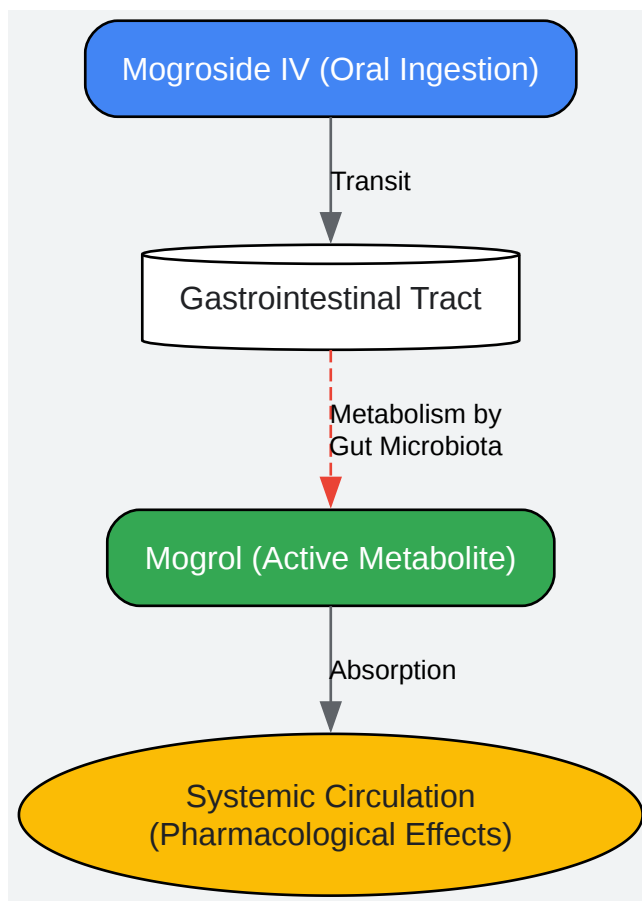 Mogroside IV (Oral Ingestion)
Transit
Gastrointestinal Tract
Metabolism by
Gut Microbiota
Mogrol (Active Metabolite)
Absorption
Systemic Circulation
(Pharmacological Effects)